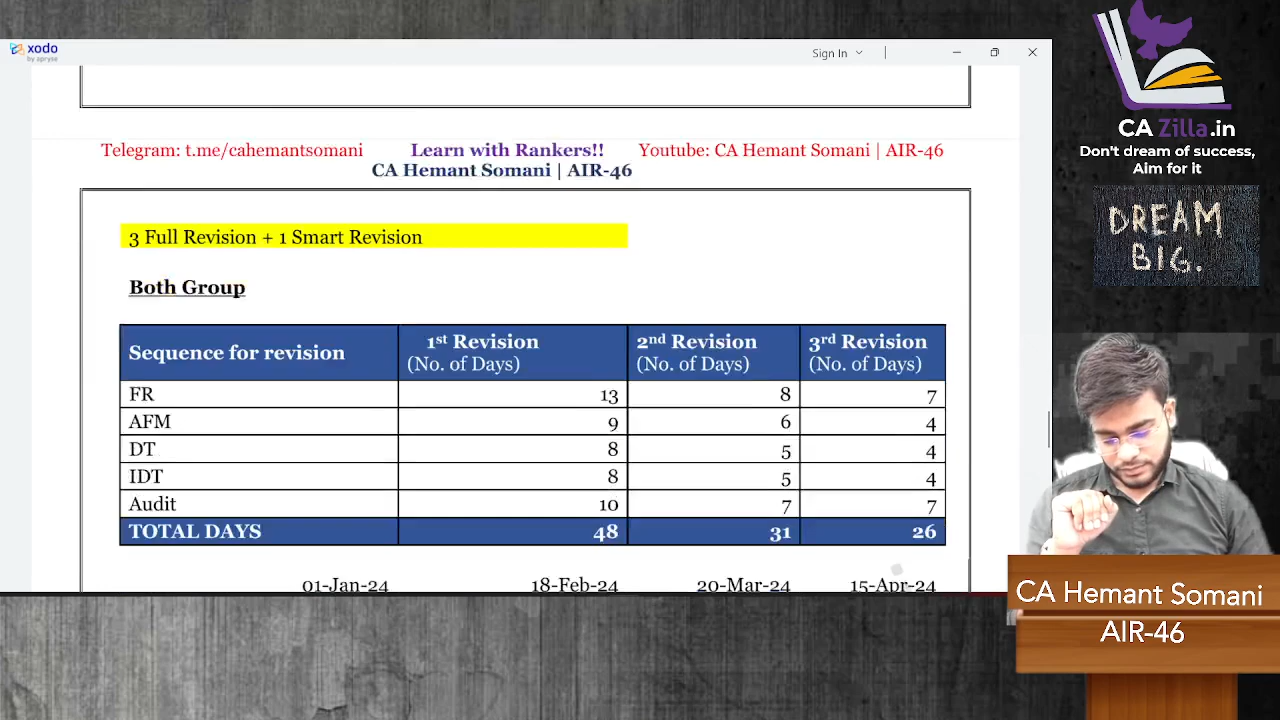 xodo
by apryse
Sign In
Telegram: t.me/cahemantsomani Learn with Rankers!! Youtube: CA Hemant Somani | AIR-46
CA Hemant Somani | AIR-46
3 Full Revision + 1 Smart Revision
Both Group
Sequence for revision 1st Revision (No. of Days) 2nd Revision (No. of Days) 3rd Revision (No. of Days)
FR 13 8 7
AFM 9 6 4
DT 8 5 4
IDT 8 5 4
Audit 10 7 7
TOTAL DAYS 48 31 26
01-Jan-24 18-Feb-24 20-Mar-24 15-Apr-24
CA Zilla.in
Don't dream of success,
Aim for it
DREAM
BIG.
CA Hemant Somani
AIR-46